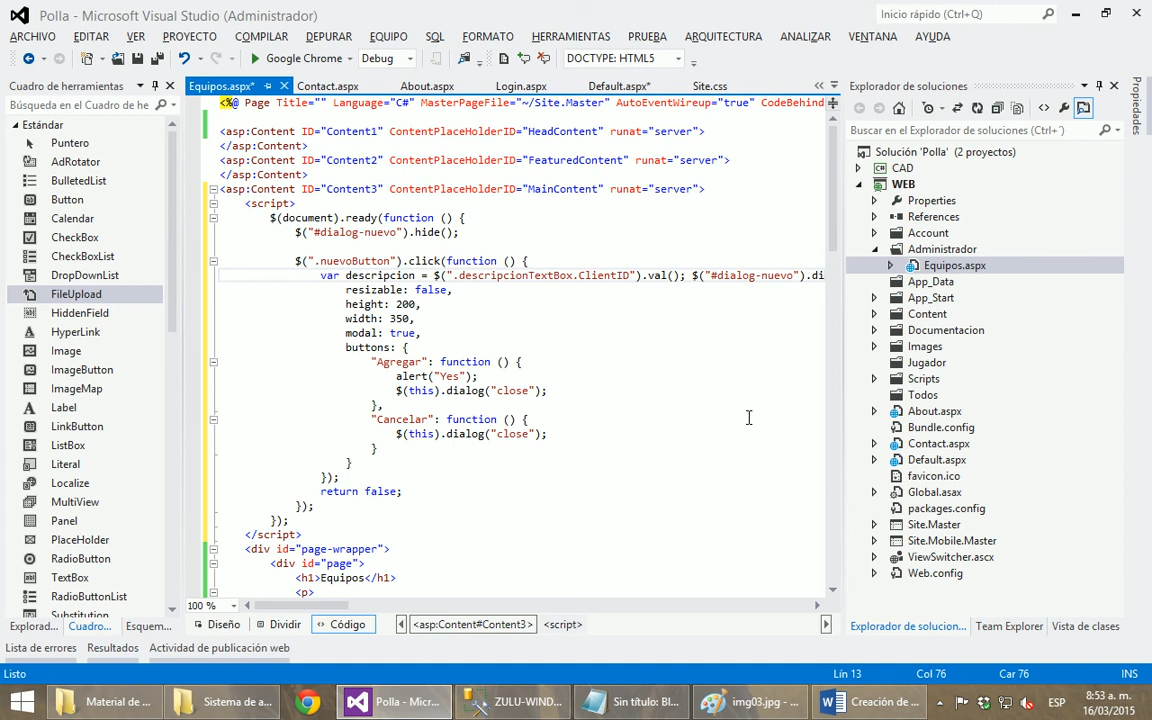 Polla - Microsoft Visual Studio (Administrador)
Inicio rápido (Ctrl+Q)
ARCHIVO EDITAR VER PROYECTO COMPILAR DEPURAR EQUIPO SQL FORMATO HERRAMIENTAS PRUEBA ARQUITECTURA ANALIZAR VENTANA AYUDA
Google Chrome Debug DOCTYPE: HTML5
Cuadro de herramientas
Búsqueda en el Cuadro de he
Estándar
Puntero
AdRotator
BulletedList
Button
Calendar
CheckBox
CheckBoxList
DropDownList
FileUpload
HiddenField
HyperLink
Image
ImageButton
ImageMap
Label
LinkButton
ListBox
Literal
Localize
MultiView
Panel
PlaceHolder
RadioButton
TextBox
RadioButtonList
Substitution
Explorad... Cuadro... Esquem...
Equipos.aspx* Contact.aspx About.aspx Login.aspx Default.aspx* Site.css
<%@ Page Title="" Language="C#" MasterPageFile="~/Site.Master" AutoEventWireup="true" CodeBehind
<asp:Content ID="Content1" ContentPlaceHolderID="HeadContent" runat="server">
</asp:Content>
<asp:Content ID="Content2" ContentPlaceHolderID="FeaturedContent" runat="server">
</asp:Content>
<asp:Content ID="Content3" ContentPlaceHolderID="MainContent" runat="server">
<script>
$(document).ready(function () {
$("#dialog-nuevo").hide();
$(".nuevoButton").click(function () {
var descripcion = $(".descripcionTextBox.ClientID").val(); $("#dialog-nuevo").di
resizable: false,
height: 200,
width: 350,
modal: true,
buttons: {
"Agregar": function () {
alert("Yes");
$(this).dialog("close");
},
"Cancelar": function () {
$(this).dialog("close");
}
}
});
return false;
});
});
</script>
<div id="page-wrapper">
<div id="page">
<h1>Equipos</h1>
<p>
100 %
Diseño Dividir Código <asp:Content#Content3> <script>
Explorador de soluciones
Buscar en el Explorador de soluciones (Ctrl+´)
Solución 'Polla' (2 proyectos)
CAD
WEB
Properties
References
Account
Administrador
Equipos.aspx
App_Data
App_Start
Content
Documentacion
Images
Jugador
Scripts
Todos
About.aspx
Bundle.config
Contact.aspx
Default.aspx
favicon.ico
Global.asax
packages.config
Site.Master
Site.Mobile.Master
ViewSwitcher.ascx
Web.config
Explorador de solucion... Team Explorer Vista de clases
Propiedades
Lista de errores Resultados Actividad de publicación web
Listo Lín 13 Col 76 Car 76 INS
Material de ... Sistema de a... Polla - Micros... ZULU-WIND... Sin título: Bl... img03.jpg - ... Creación de ... ESP 8:53 a. m.
16/03/2015